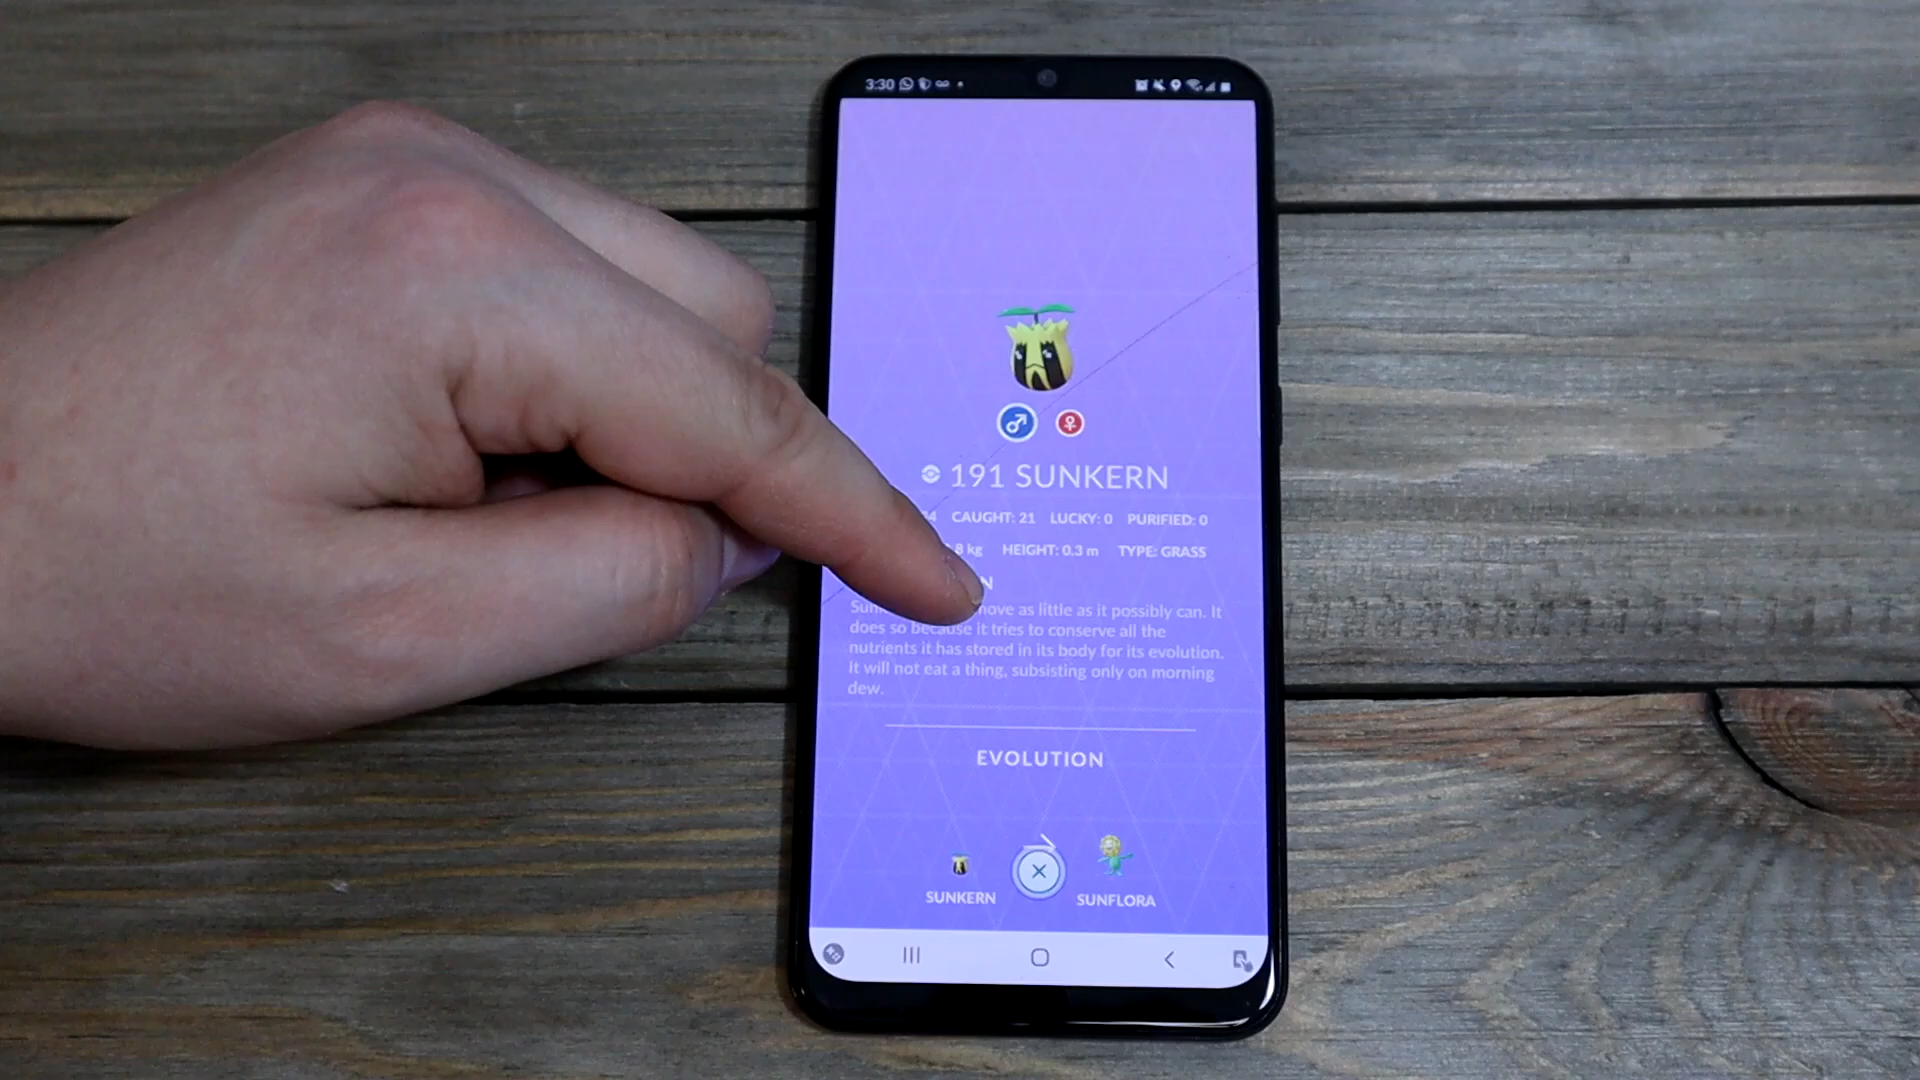 3:30
191 SUNKERN
CAUGHT: 21 LUCKY: 0 PURIFIED: 0
kg HEIGHT: 0.3 m TYPE: GRASS
as little as it possibly can. It
does so because it tries to conserve all the
nutrients it has stored in its body for its evolution.
It will not eat a thing, subsisting only on morning
dew.
EVOLUTION
SUNKERN
SUNFLORA